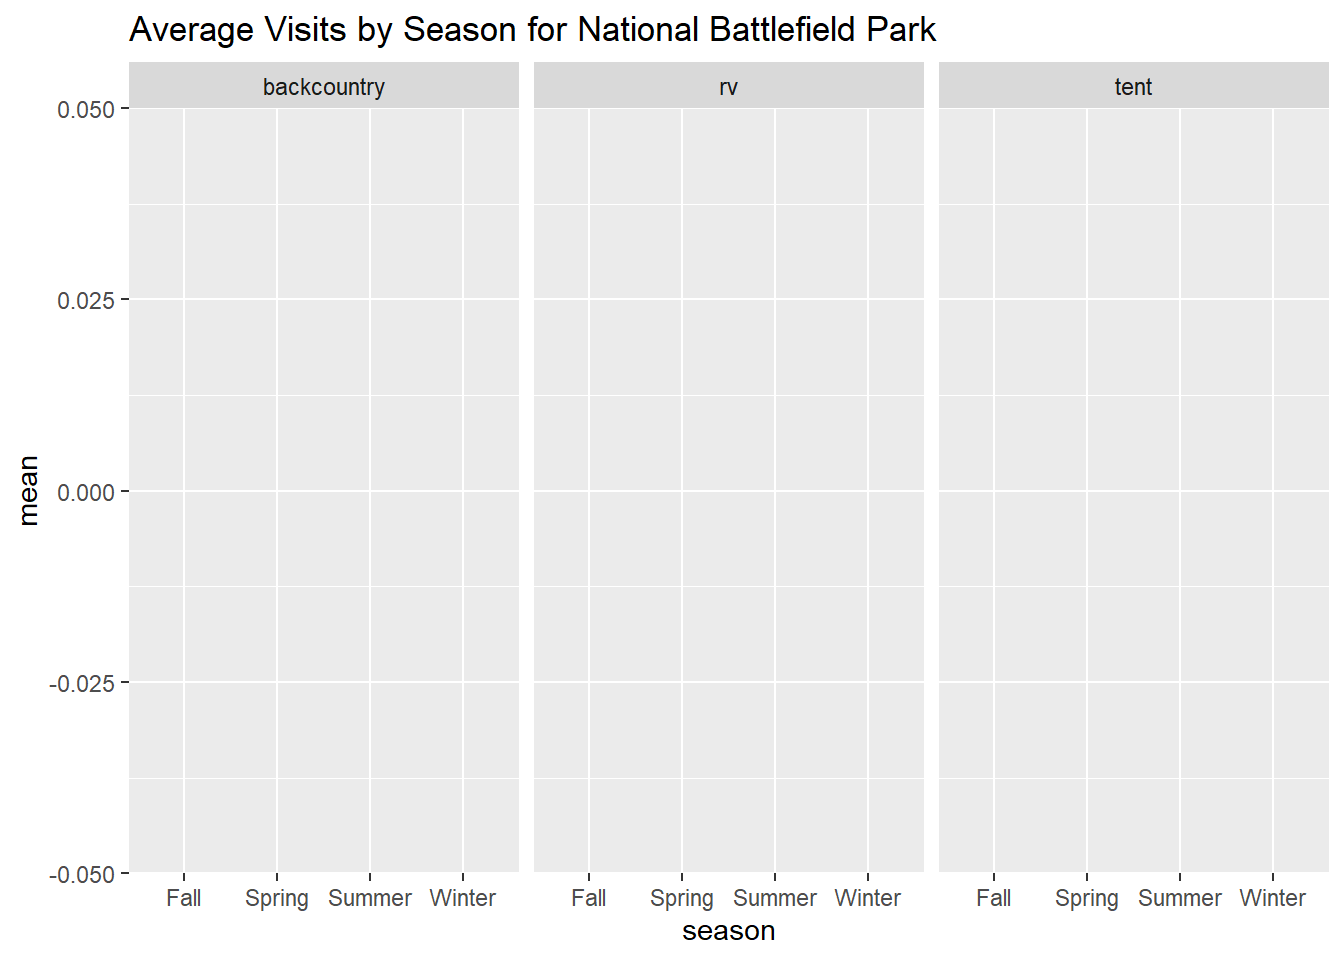 Average Visits by Season for National Battlefield Park
backcountry rv tent
0.050
0.025
0.000
-0.025
-0.050
mean
Fall Spring Summer Winter Fall Spring Summer Winter Fall Spring Summer Winter
season